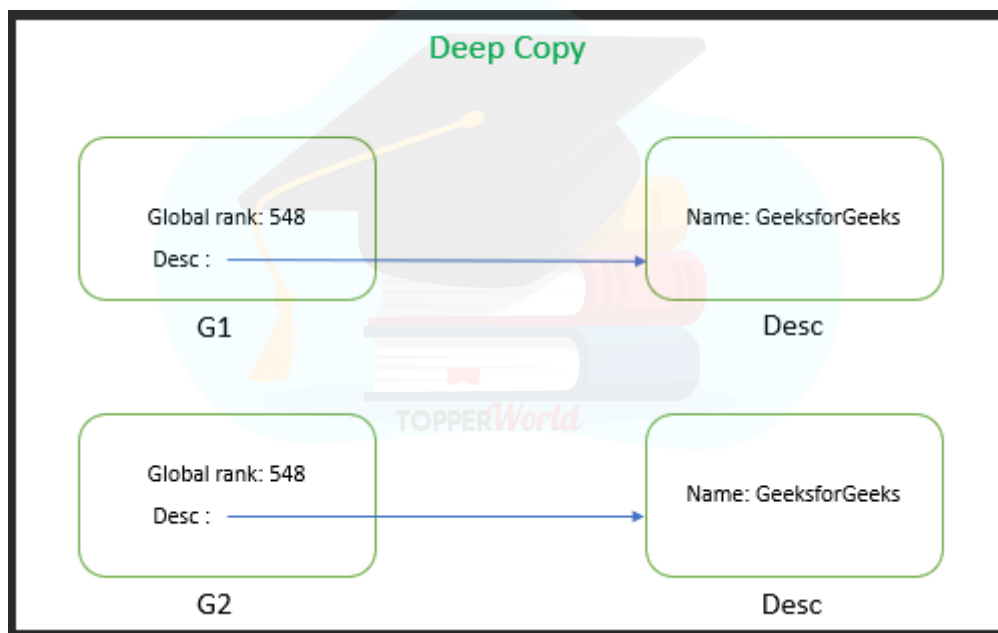 Deep Copy
Global rank: 548
Desc :
G1
Name: GeeksforGeeks
Desc
TOPPERWorld
Global rank: 548
Desc :
G2
Name: GeeksforGeeks
Desc